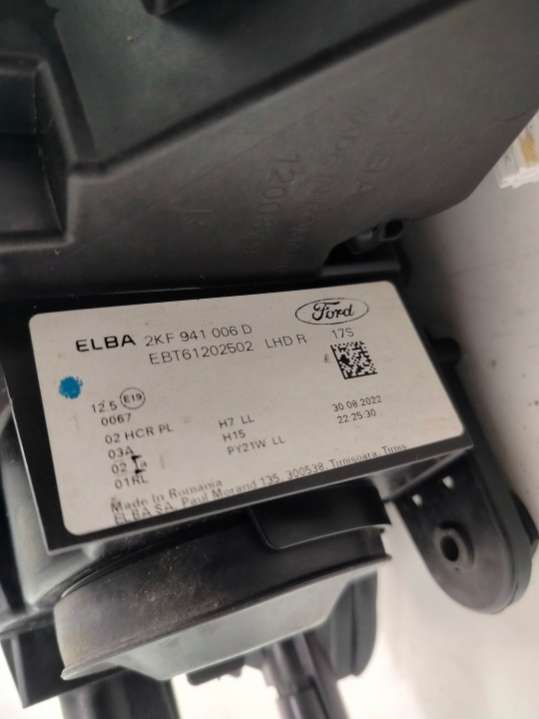 Ford
ELBA 2KF 941 006 D
EBT61202502 LHD R 17S
12.5 E19
0067
02 HCR PL H7 LL 30.08.2022
03A H15 22:25:30
02 1a PY21W LL
01RL
Made in Romania
ELBA SA, Paul Morand 135, 300538, Timisoara, Timis